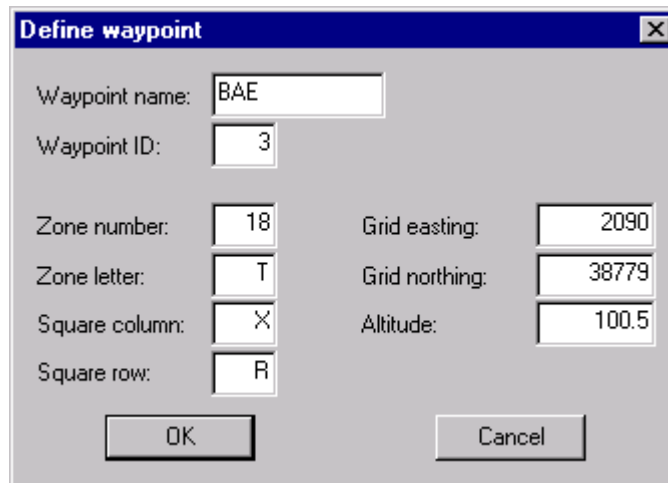 Define waypoint
Waypoint name: BAE
Waypoint ID: 3
Zone number: 18 Grid easting: 2090
Zone letter: T Grid northing: 38779
Square column: X Altitude: 100.5
Square row: R
OK Cancel